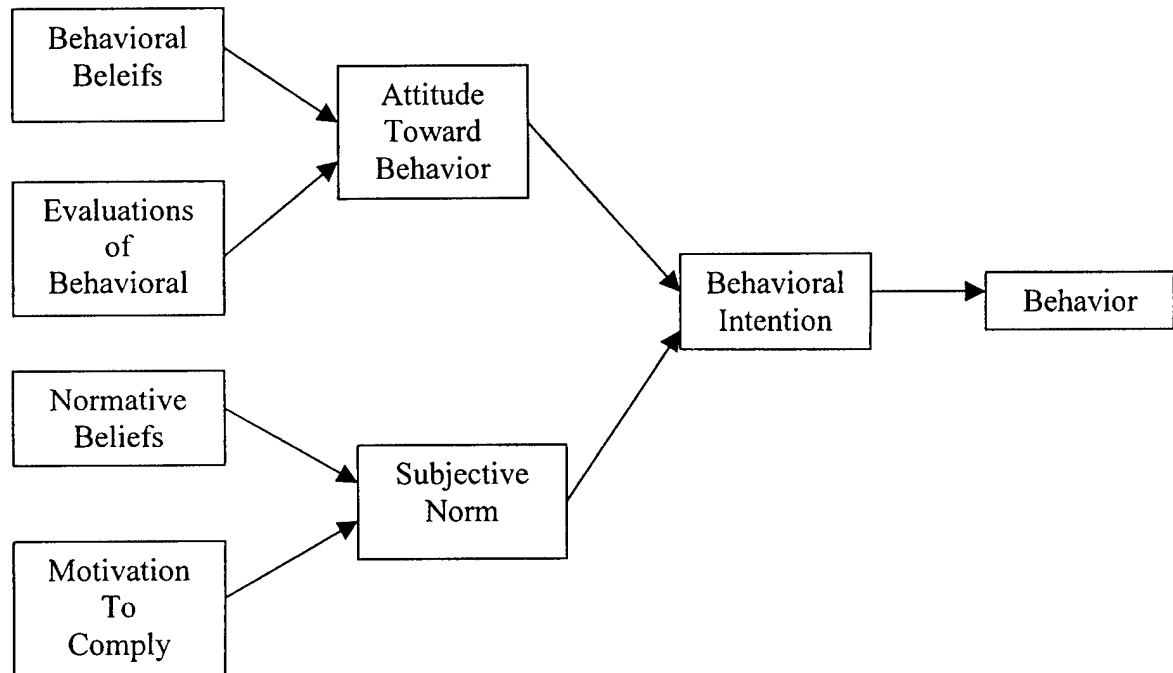 Behavioral
Beleifs
Evaluations
of
Behavioral
Normative
Beliefs
Motivation
To
Comply
Attitude
Toward
Behavior
Subjective
Norm
Behavioral
Intention
Behavior